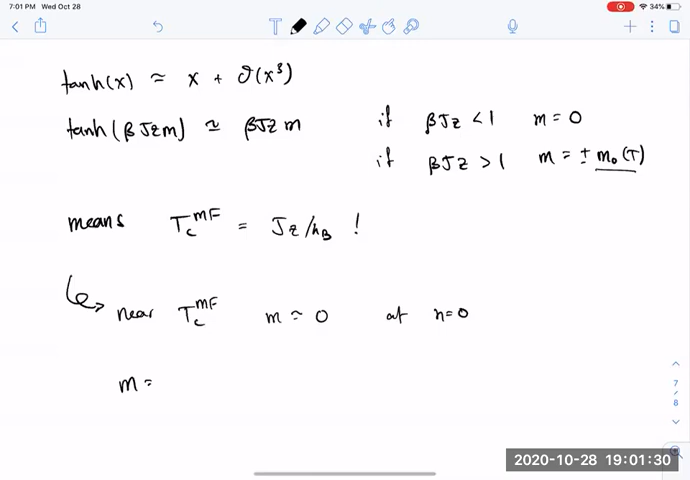 7:01 PM Wed Oct 28
34%
tanh(x) ≈ x + O(x³)
tanh(βJzm) ≃ βJz m
if βJz < 1 m = 0
if βJz > 1 m = ± m₀(T)
means T_c^MF = Jz/k_B !
↳ near T_c^MF m ≃ 0 at h=0
m =
7
/
8
2020-10-28 19:01:30